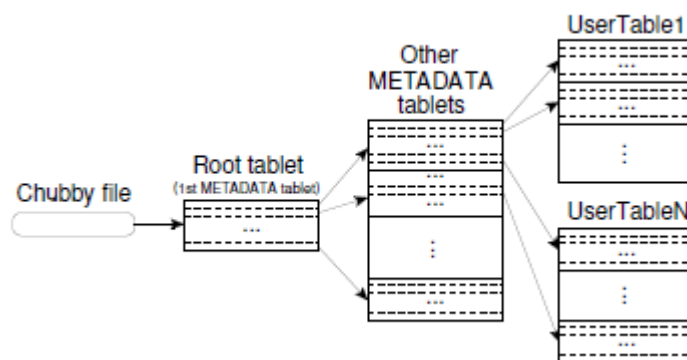 Chubby file
Root tablet
(1st METADATA tablet)
...
Other
METADATA
tablets
...
...
...
⋮
...
UserTable1
...
...
⋮
UserTableN
...
⋮
...